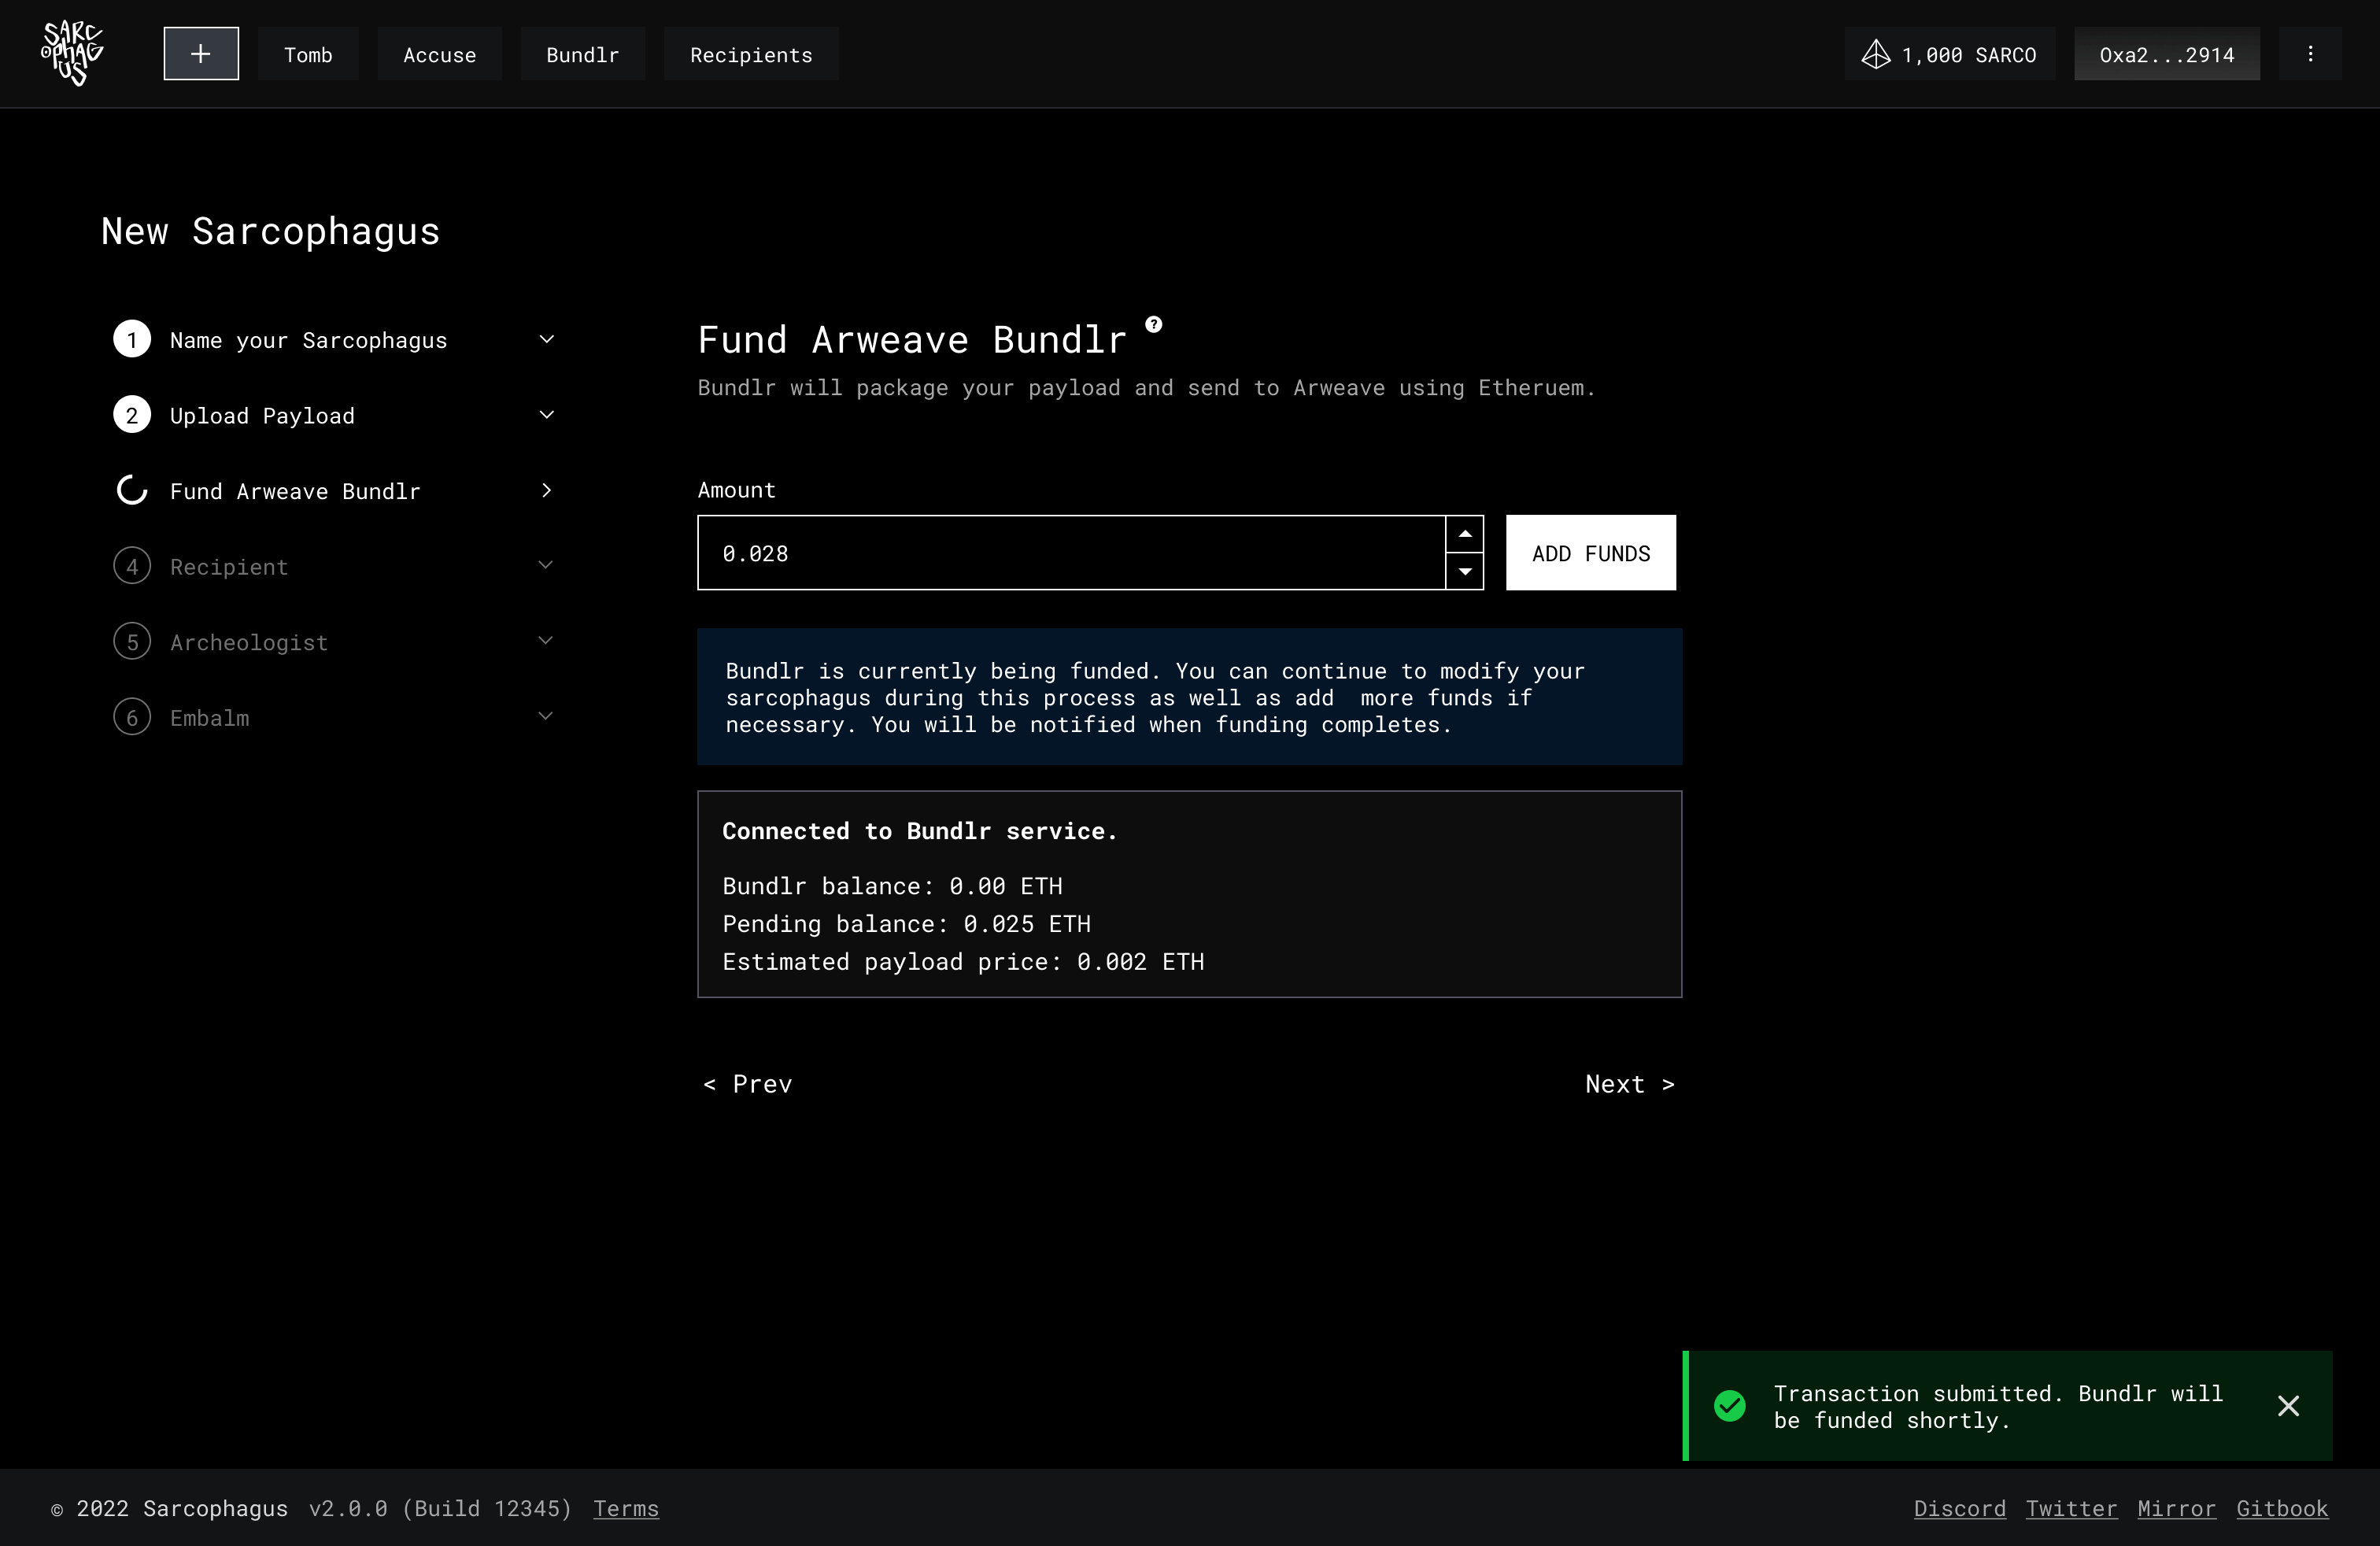 SARC
OPHAG
US
+
Tomb
Accuse
Bundlr
Recipients
1,000 SARCO
0xa2...2914
New Sarcophagus
1 Name your Sarcophagus
2 Upload Payload
Fund Arweave Bundlr
4 Recipient
5 Archeologist
6 Embalm
Fund Arweave Bundlr ?
Bundlr will package your payload and send to Arweave using Etheruem.
Amount
0.028
ADD FUNDS
Bundlr is currently being funded. You can continue to modify your
sarcophagus during this process as well as add  more funds if
necessary. You will be notified when funding completes.
Connected to Bundlr service.
Bundlr balance: 0.00 ETH
Pending balance: 0.025 ETH
Estimated payload price: 0.002 ETH
< Prev
Next >
Transaction submitted. Bundlr will
be funded shortly.
© 2022 Sarcophagus v2.0.0 (Build 12345) Terms
Discord Twitter Mirror Gitbook